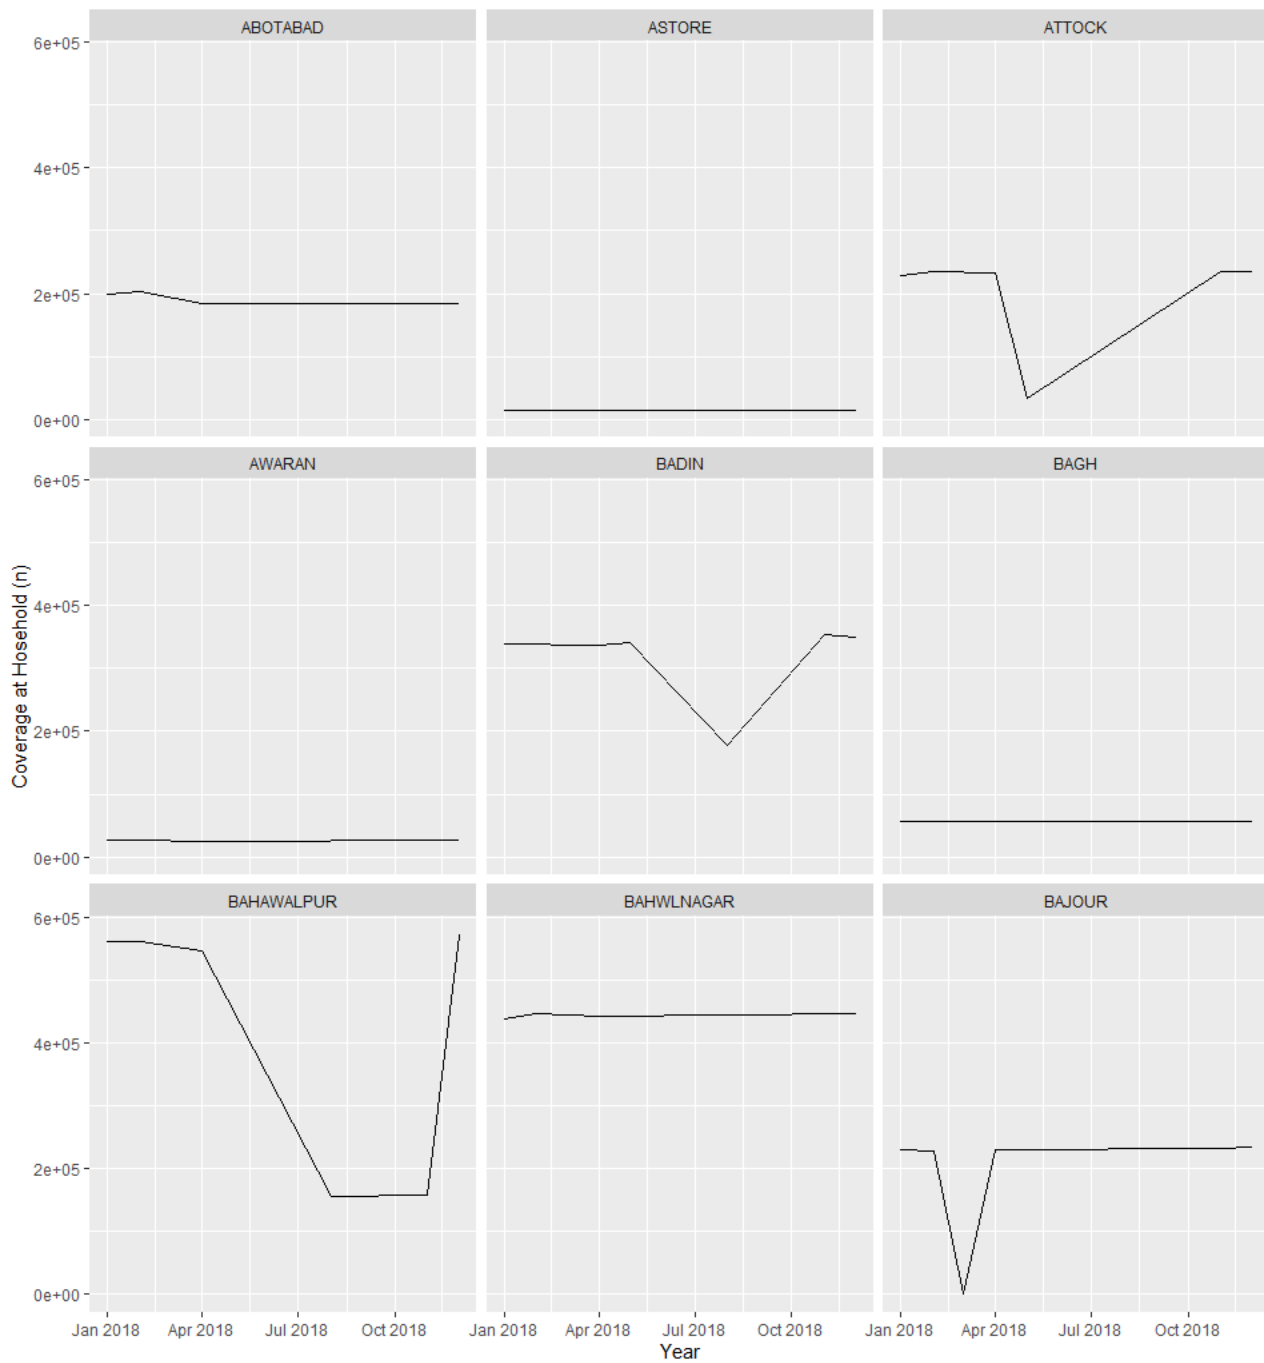 ABOTABAD ASTORE ATTOCK
6e+05
4e+05
2e+05
0e+00
AWARAN BADIN BAGH
6e+05
4e+05
2e+05
0e+00
Coverage at Hosehold (n)
BAHAWALPUR BAHWLNAGAR BAJOUR
6e+05
4e+05
2e+05
0e+00
Jan 2018 Apr 2018 Jul 2018 Oct 2018 Jan 2018 Apr 2018 Jul 2018 Oct 2018 Jan 2018 Apr 2018 Jul 2018 Oct 2018
Year